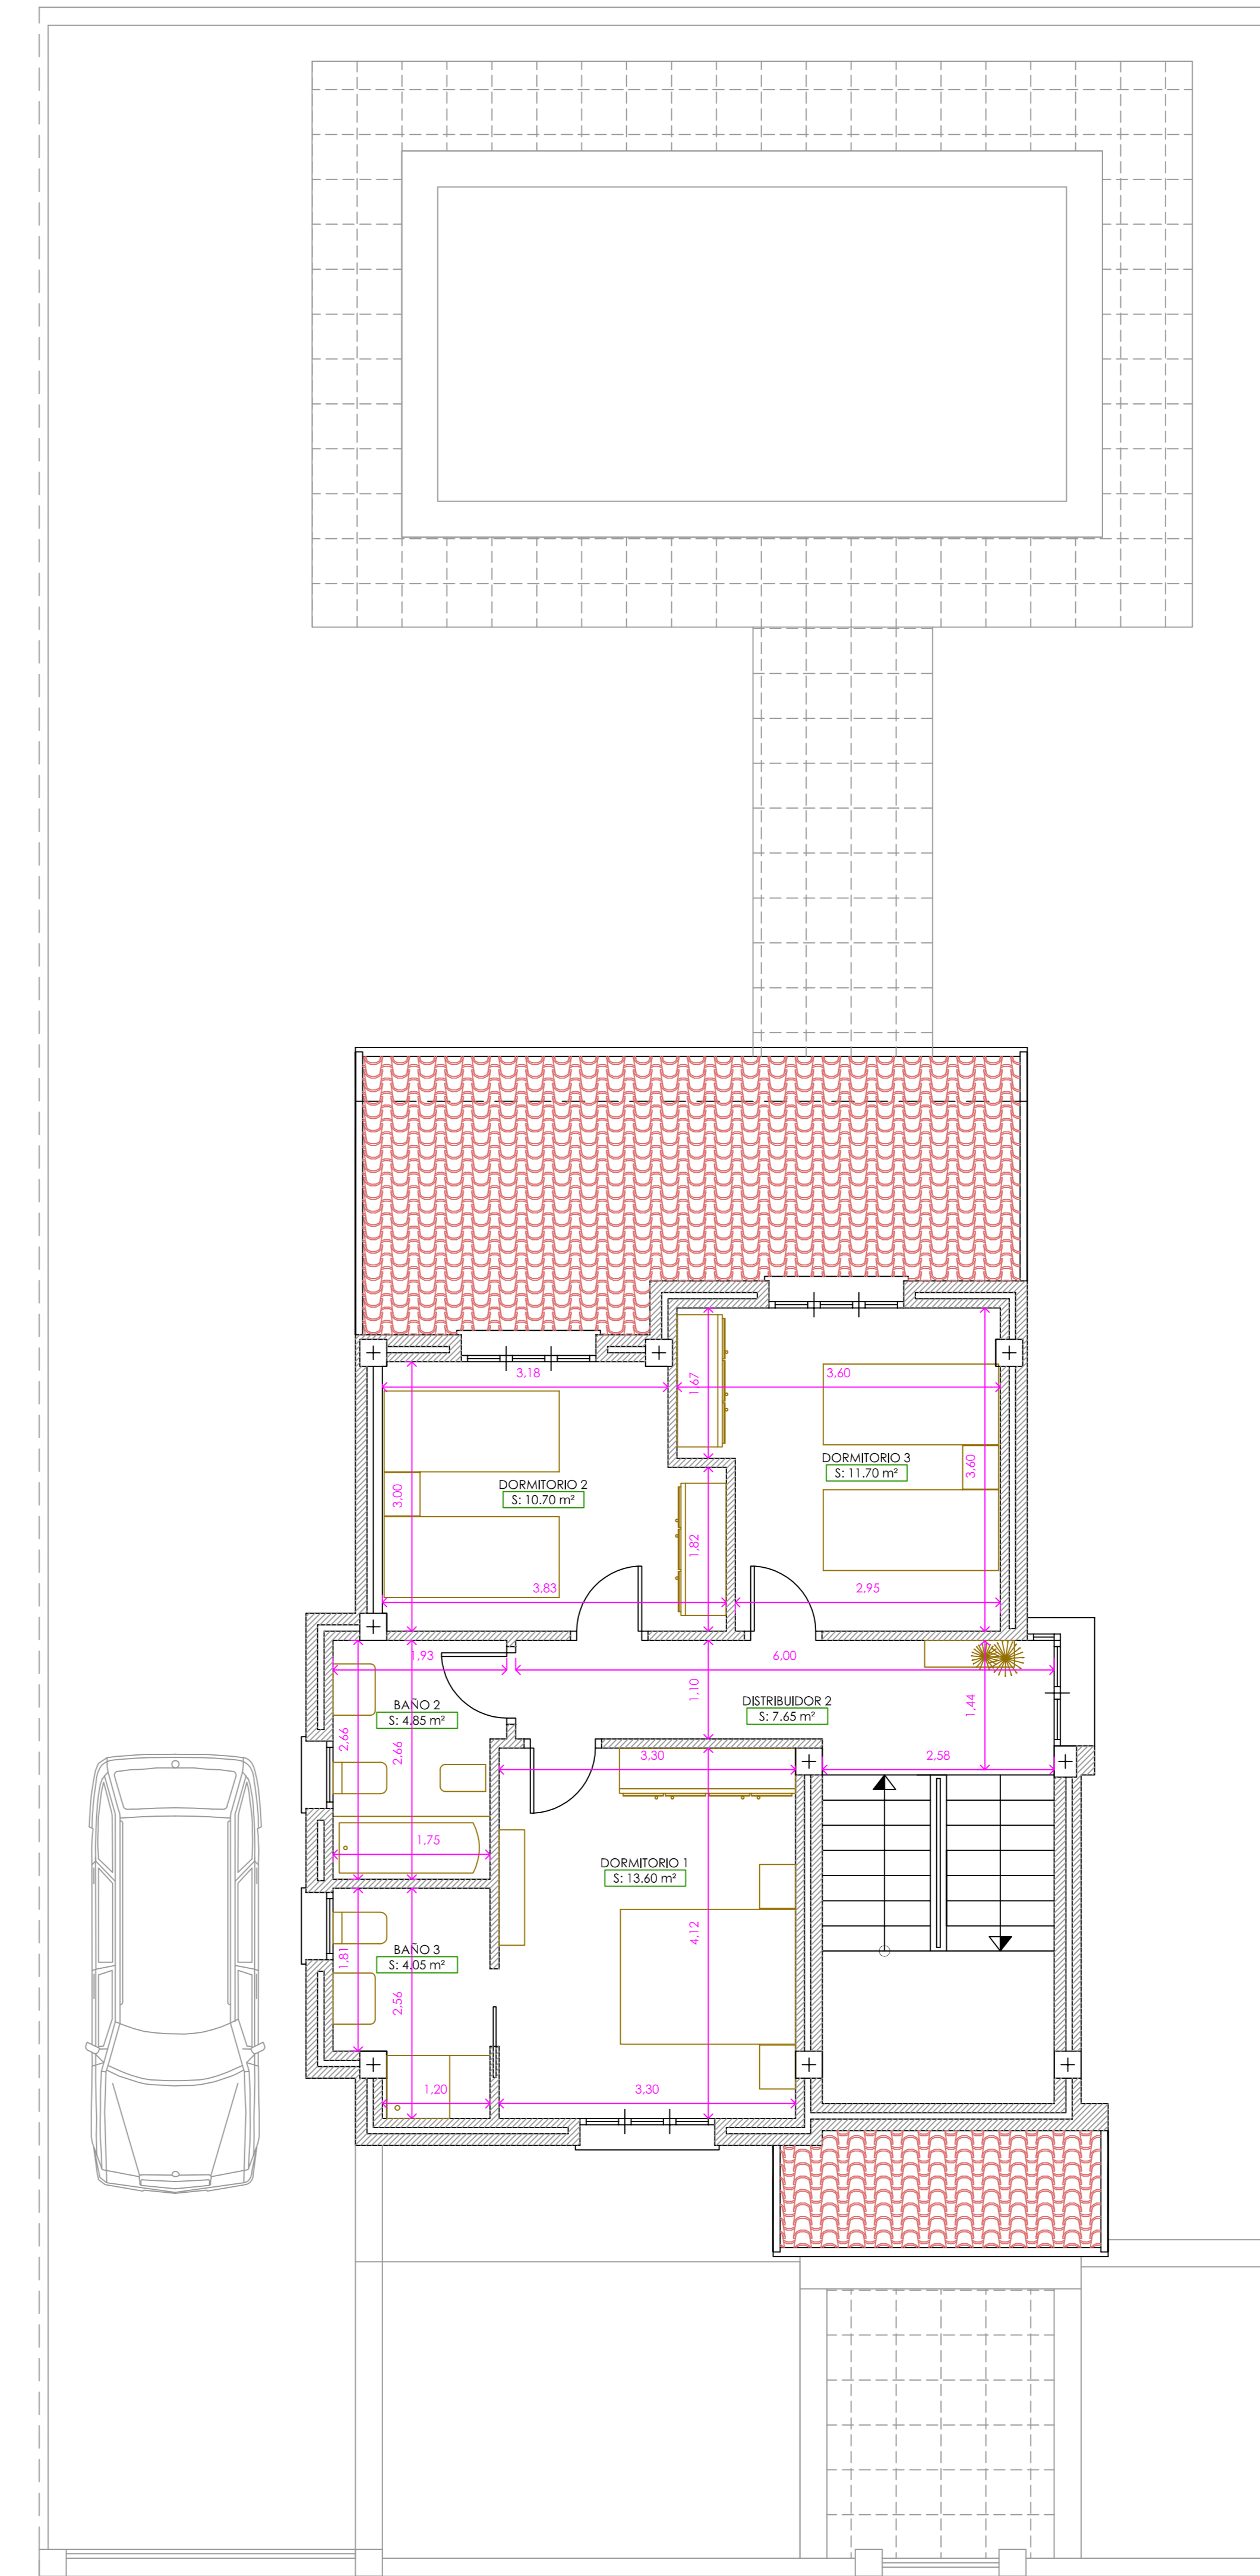 3,18
3,60
1,67
DORMITORIO 3
S: 11.70 m²
3,60
DORMITORIO 2
S: 10.70 m²
3,00
1,82
3,83
2,95
1,93
6,00
1,10
DISTRIBUIDOR 2
S: 7.65 m²
1,44
BAÑO 2
S: 4.85 m²
2,66
2,66
3,30
2,58
1,75
DORMITORIO 1
S: 13.60 m²
4,12
BAÑO 3
S: 4.05 m²
1,81
2,56
1,20
3,30